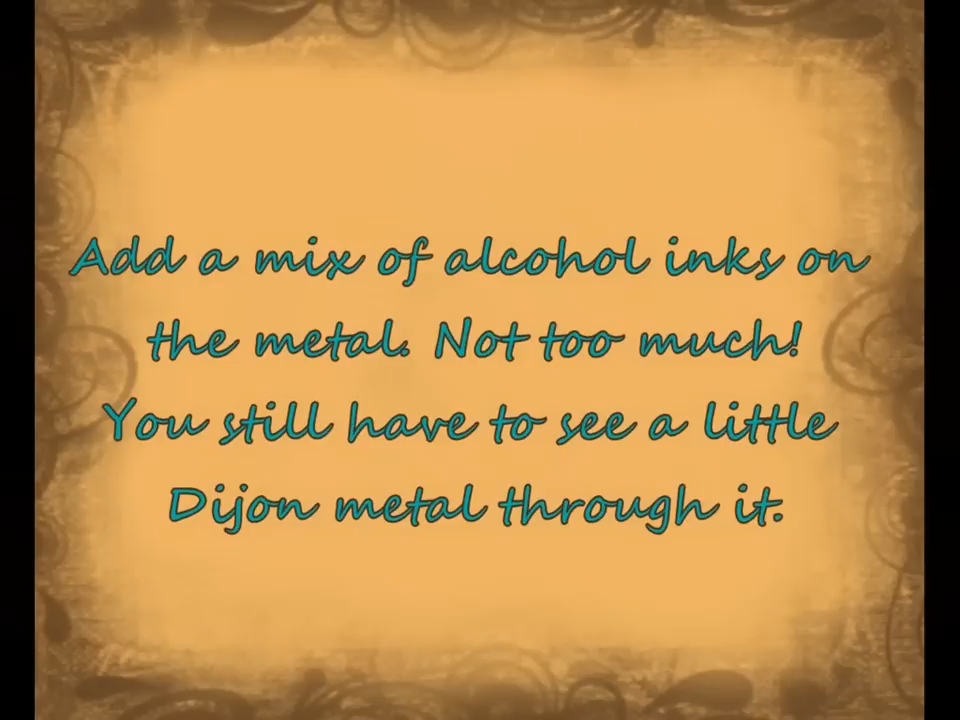 Add a mix of alcohol inks on
the metal. Not too much!
You still have to see a little
Dijon metal through it.